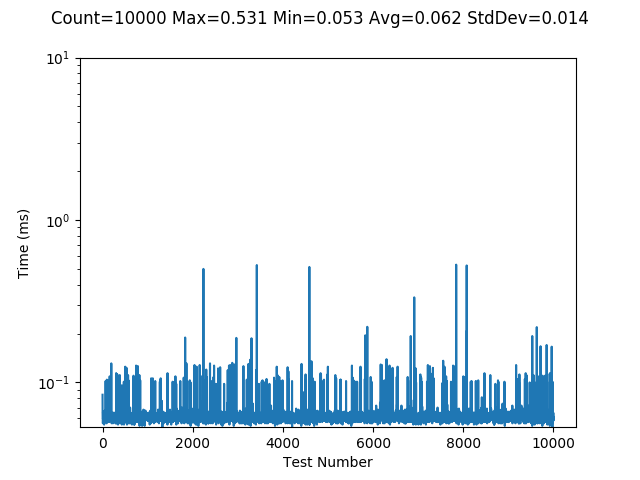 Count=10000 Max=0.531 Min=0.053 Avg=0.062 StdDev=0.014
10¹
10⁰
10⁻¹
Time (ms)
0 2000 4000 6000 8000 10000
Test Number